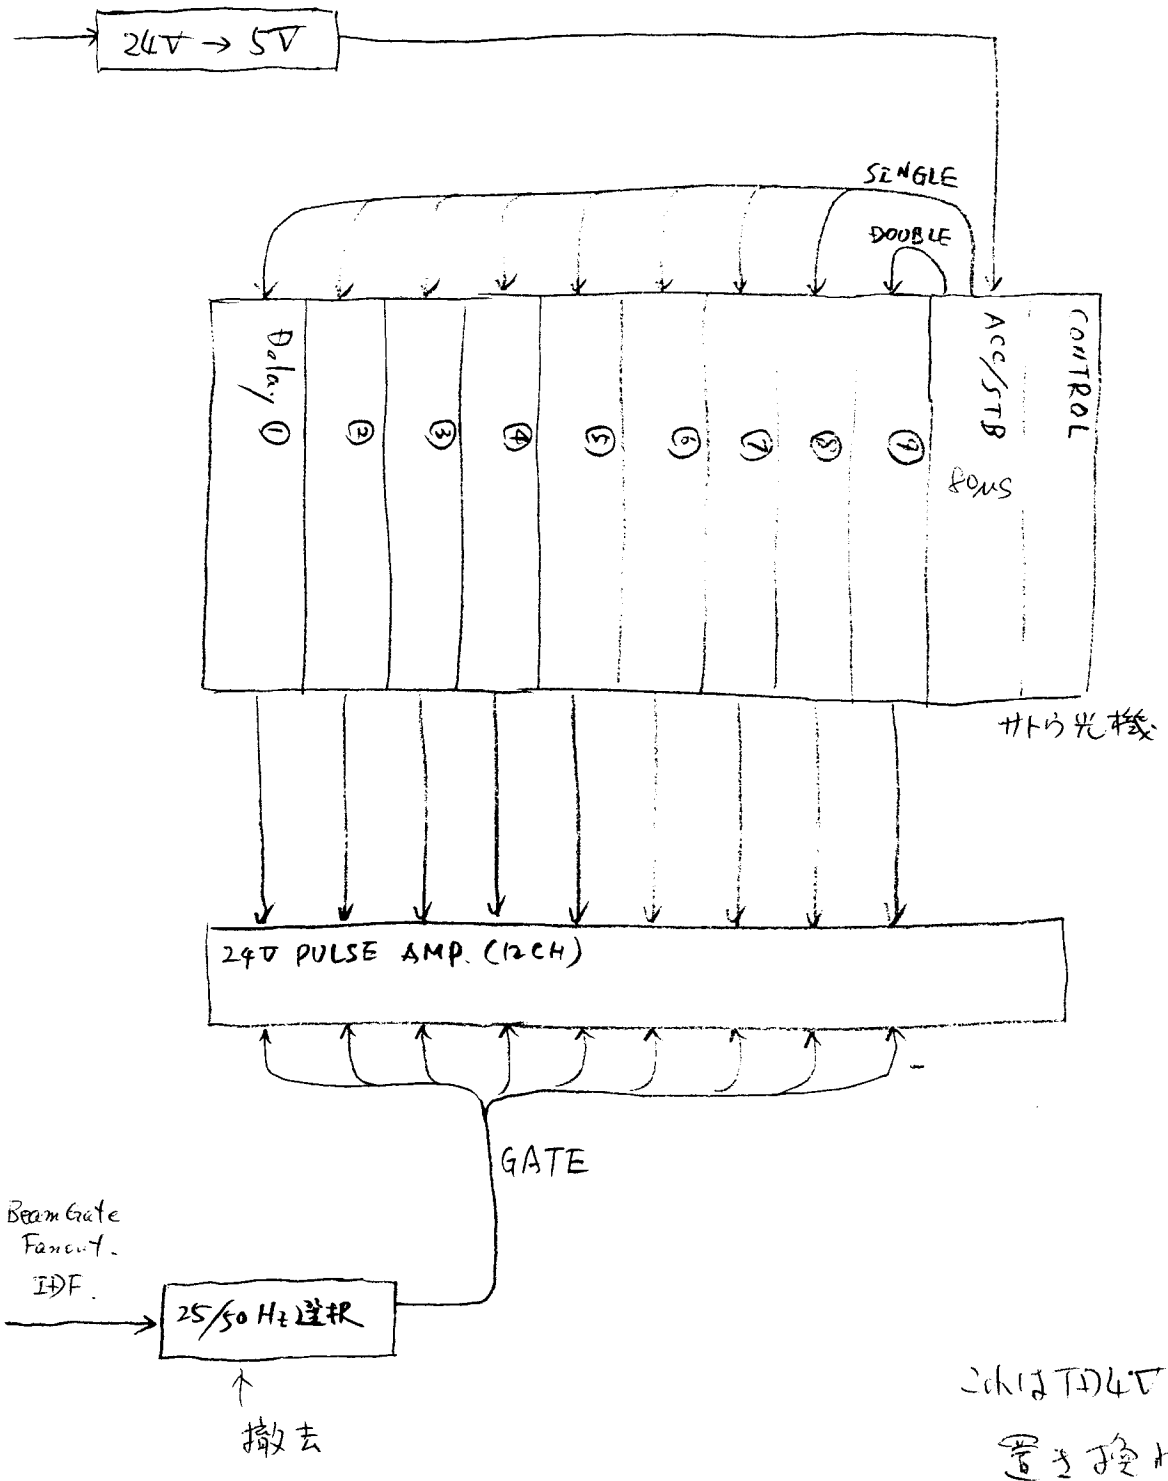 24V → 5V
SINGLE
DOUBLE
Delay ①
②
③
④
⑤
⑥
⑦
⑧
⑨
ACC/STB
80μs
CONTROL
サトウ光機
24V PULSE AMP. (12CH)
GATE
Beam Gate
Fanout.
IDF.
25/50 Hz 選択
↑
撤去
これはTD4V
置き換